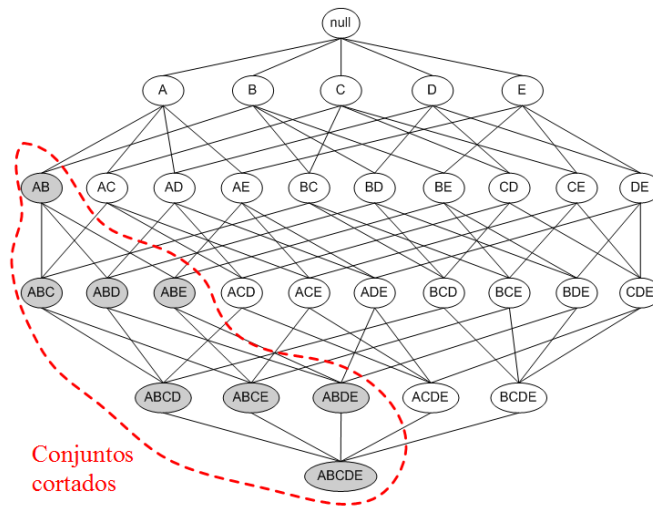 null
A B C D E
AB AC AD AE BC BD BE CD CE DE
ABC ABD ABE ACD ACE ADE BCD BCE BDE CDE
ABCD ABCE ABDE ACDE BCDE
ABCDE
Conjuntos
cortados